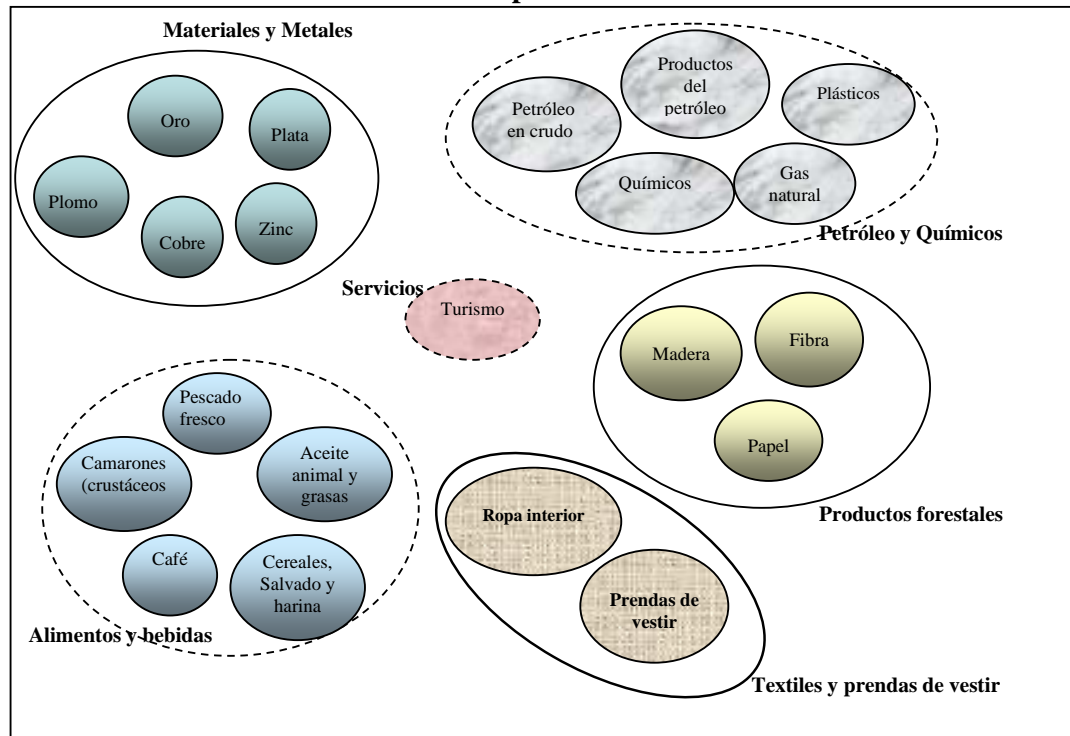 Materiales y Metales
Oro
Plata
Plomo
Cobre
Zinc
Petróleo
en crudo
Productos
del
petróleo
Plásticos
Químicos
Gas
natural
Petróleo y Químicos
Servicios
Turismo
Madera
Fibra
Papel
Productos forestales
Pescado
fresco
Camarones
(crustáceos
Aceite
animal y
grasas
Café
Cereales,
Salvado y
harina
Alimentos y bebidas
Ropa interior
Prendas de
vestir
Textiles y prendas de vestir